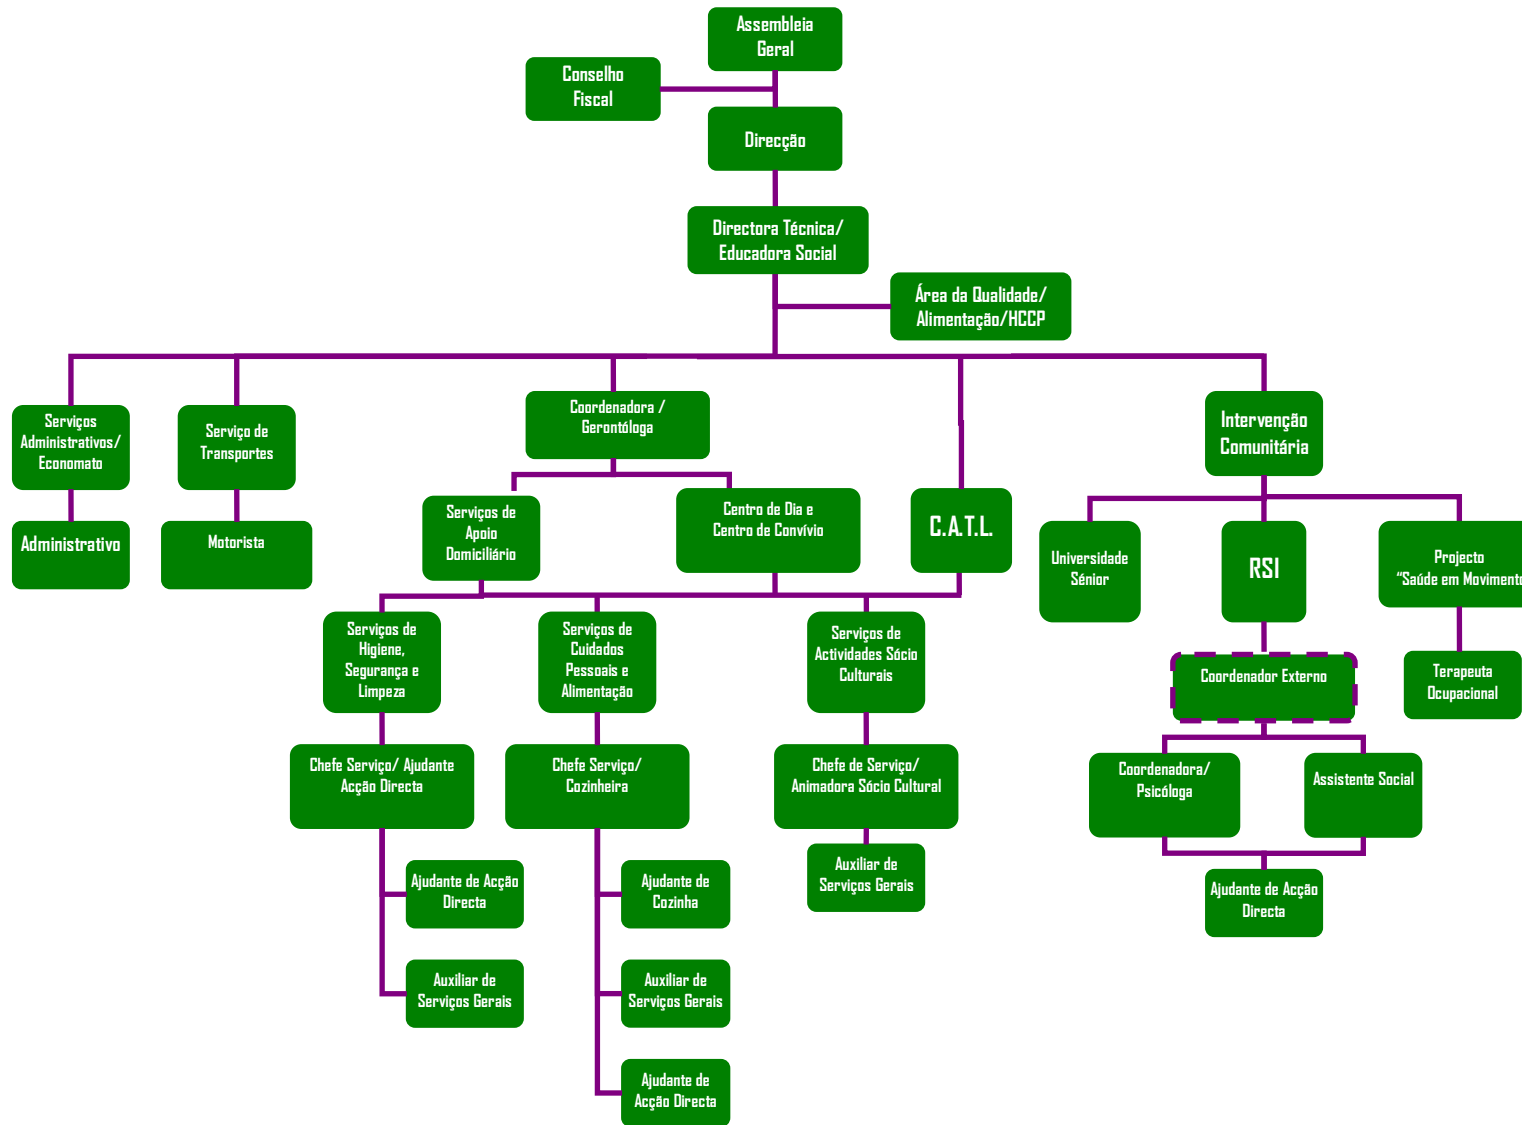 Assembleia
Geral
Conselho
Fiscal
Direcção
Directora Técnica/
Educadora Social
Área da Qualidade/
Alimentação/HCCP
Serviços
Administrativos/
Economato
Serviço de
Transportes
Coordenadora /
Gerontóloga
Intervenção
Comunitária
Administrativo
Motorista
Serviços de
Apoio
Domiciliário
Centro de Dia e
Centro de Convívio
C.A.T.L.
Universidade
Sénior
RSI
Projecto
“Saúde em Movimento
Serviços de
Higiene,
Segurança e
Limpeza
Serviços de
Cuidados
Pessoais e
Alimentação
Serviços de
Actividades Sócio
Culturais
Coordenador Externo
Terapeuta
Ocupacional
Chefe Serviço/ Ajudante
Acção Directa
Chefe Serviço/
Cozinheira
Chefe de Serviço/
Animadora Sócio Cultural
Coordenadora/
Psicóloga
Assistente Social
Ajudante de Acção
Directa
Ajudante de
Cozinha
Auxiliar de
Serviços Gerais
Ajudante de Acção
Directa
Auxiliar de
Serviços Gerais
Auxiliar de
Serviços Gerais
Ajudante de
Acção Directa